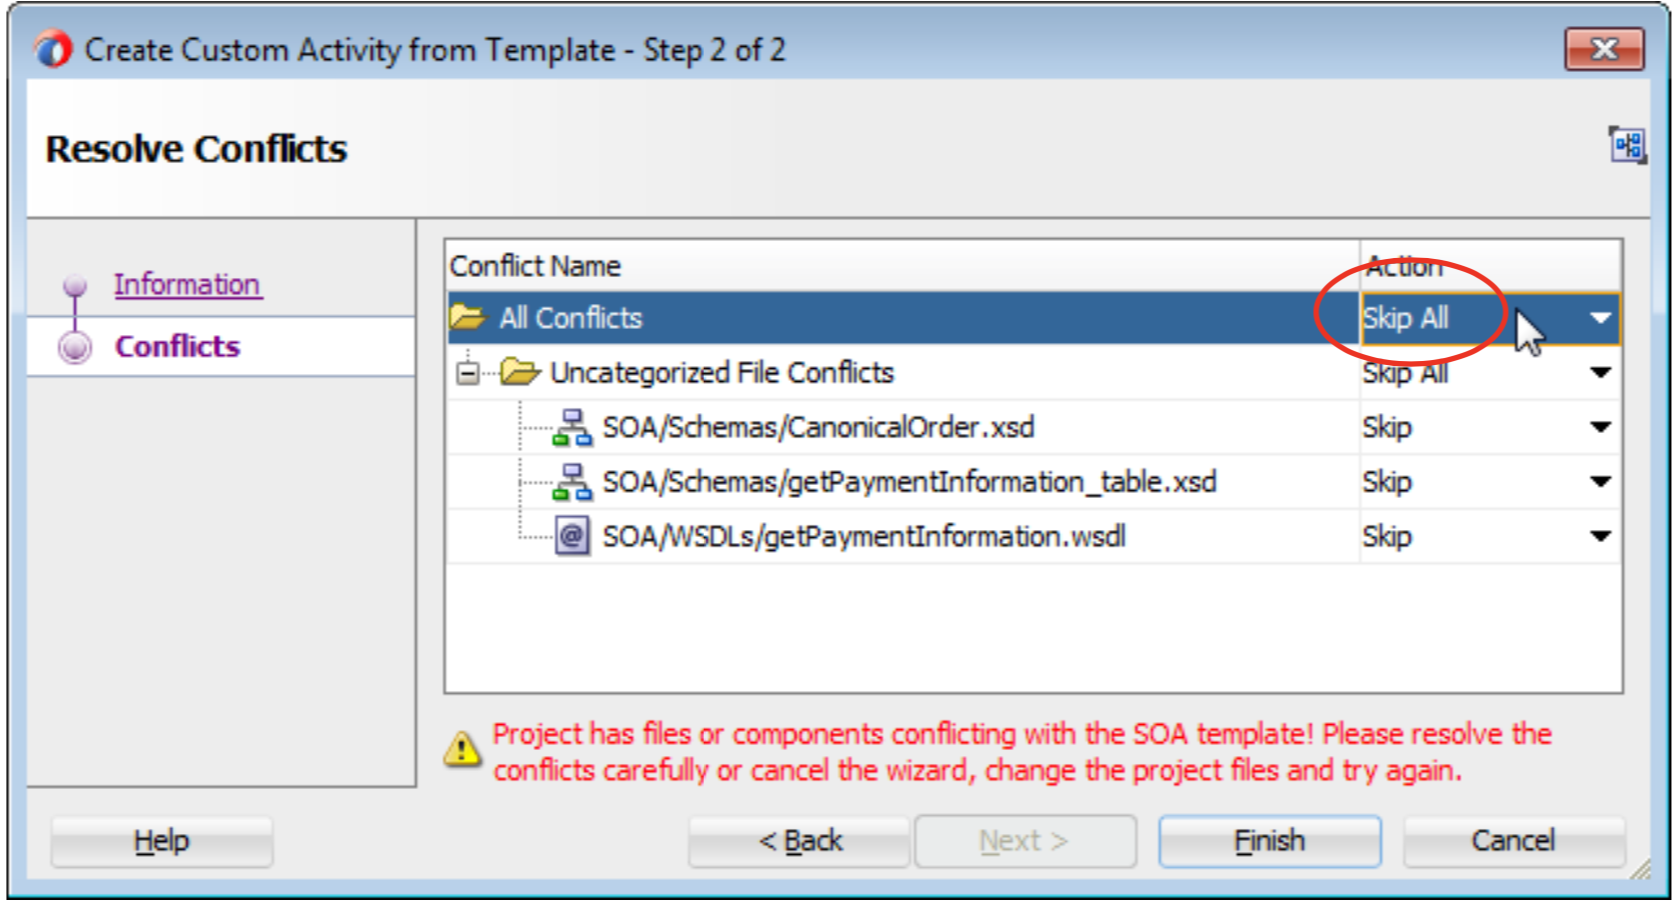 Create Custom Activity from Template - Step 2 of 2
Resolve Conflicts
Information
Conflicts
Conflict Name Action
All Conflicts Skip All
Uncategorized File Conflicts Skip All
SOA/Schemas/CanonicalOrder.xsd Skip
SOA/Schemas/getPaymentInformation_table.xsd Skip
SOA/WSDLs/getPaymentInformation.wsdl Skip
Project has files or components conflicting with the SOA template! Please resolve the
conflicts carefully or cancel the wizard, change the project files and try again.
Help < Back Next > Finish Cancel